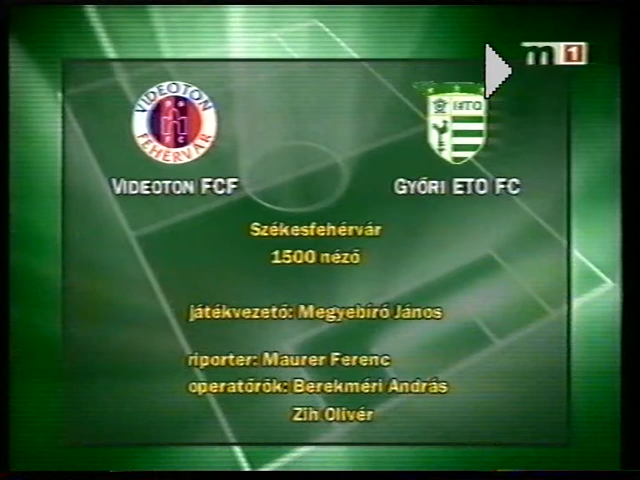 m1
VIDEOTON
FEHÉRVÁR
FC
ETO
VIDEOTON FCF
GYŐRI ETO FC
Székesfehérvár
1500 néző
játékvezető: Megyebíró János
riporter: Maurer Ferenc
operatőrök: Berekméri András
Zih Olivér